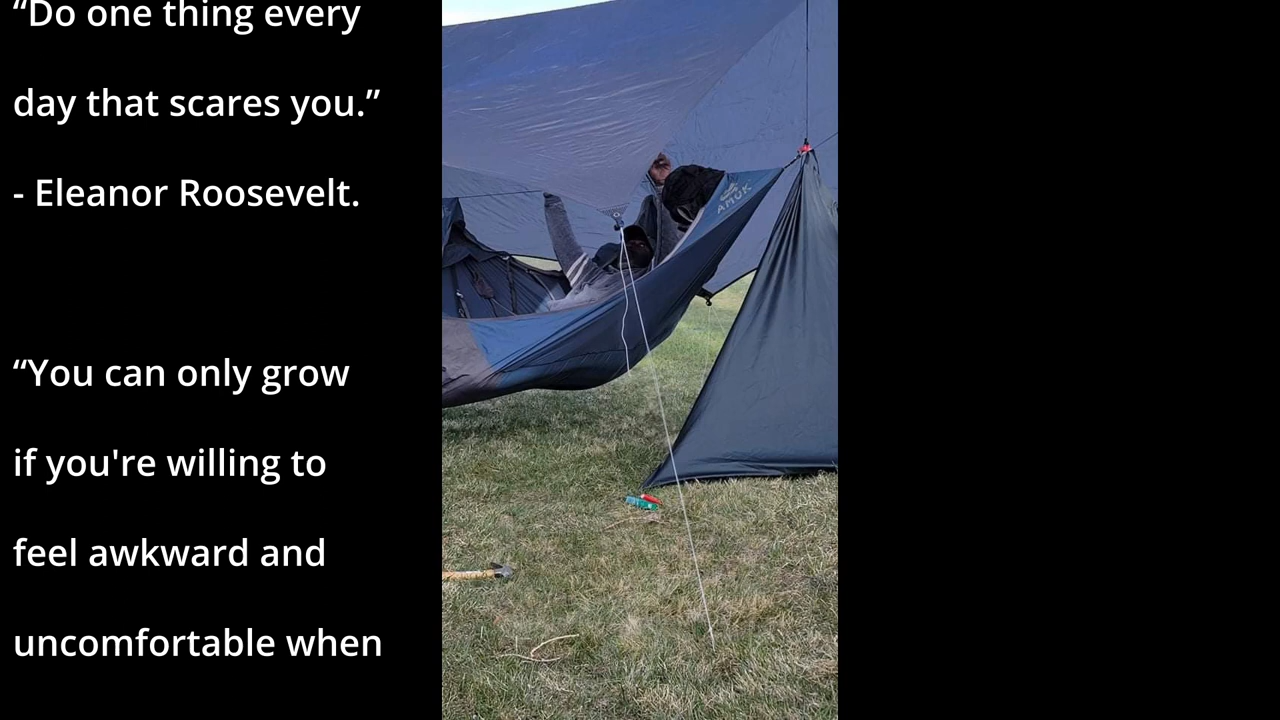 “Do one thing every
day that scares you.”
- Eleanor Roosevelt.
“You can only grow
if you're willing to
feel awkward and
uncomfortable when
AMOK